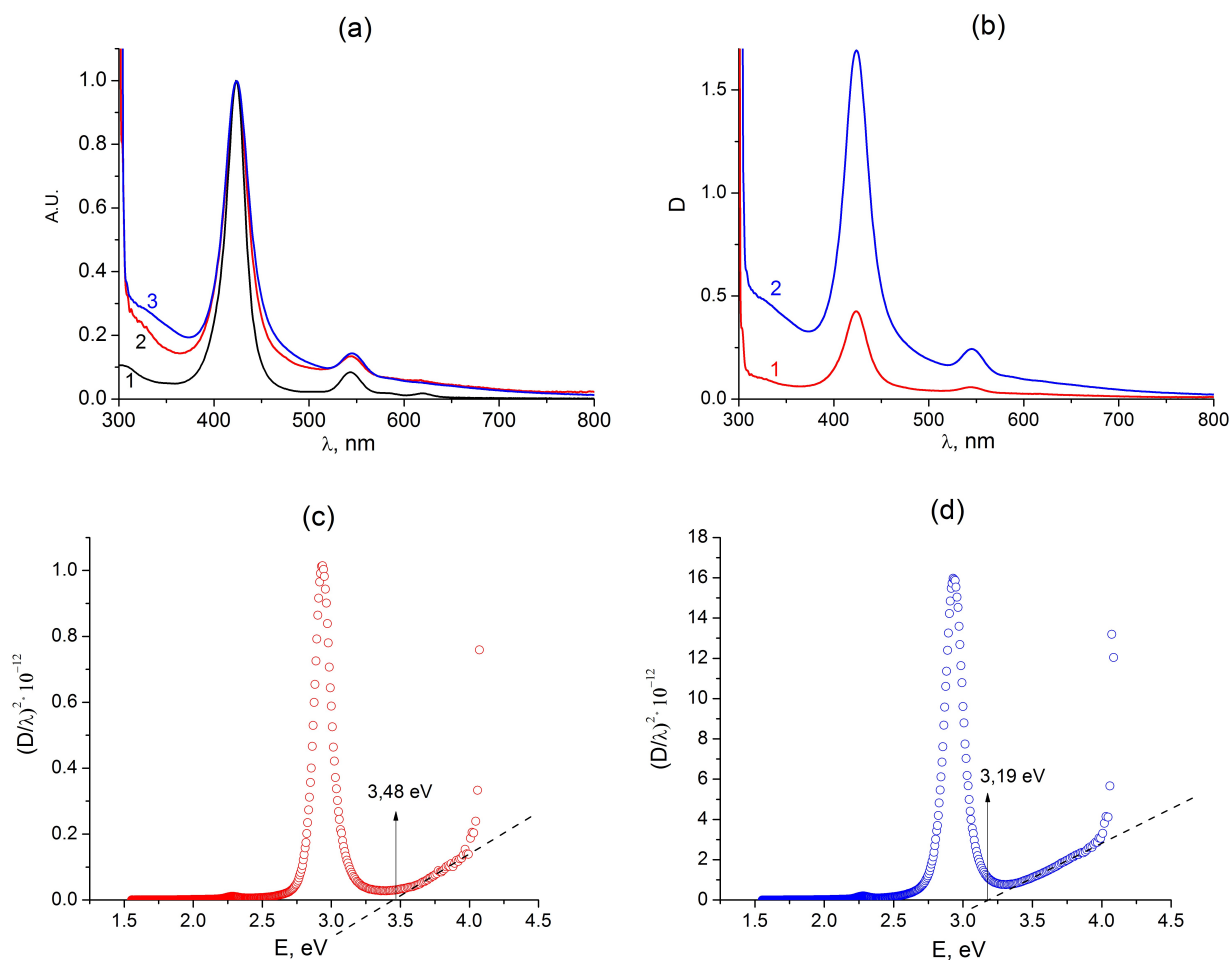 (a)
1.0
0.8
0.6
0.4
0.2
0.0
A.U.
3
2
1
300 400 500 600 700 800
λ, nm
(b)
1.5
1.0
0.5
0.0
D
2
1
300 400 500 600 700 800
λ, nm
(c)
1.0
0.8
0.6
0.4
0.2
0.0
(D/λ)²·10⁻¹²
3,48 eV
1.5 2.0 2.5 3.0 3.5 4.0 4.5
E, eV
(d)
18
16
14
12
10
8
6
4
2
0
(D/λ)²·10⁻¹²
3,19 eV
1.5 2.0 2.5 3.0 3.5 4.0 4.5
E, eV